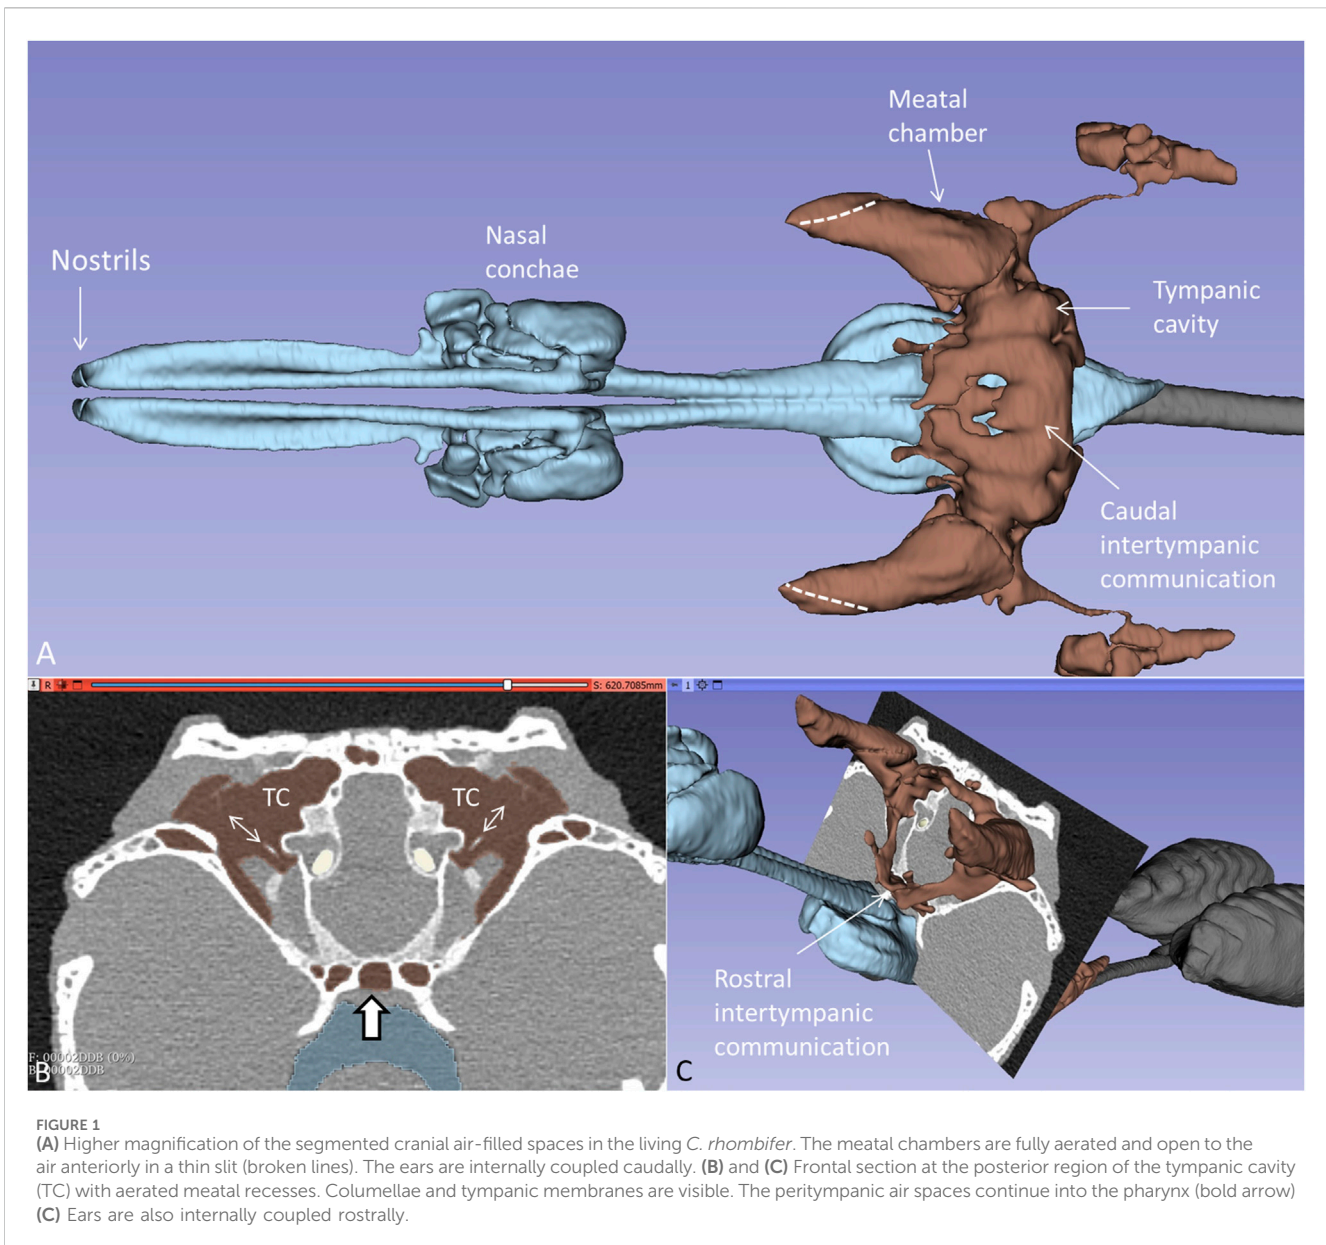 Meatal
chamber
Nasal
conchae
Nostrils
Tympanic
cavity
Caudal
intertympanic
communication
A
R
S: 620.7085mm
1
TC
TC
F: 00002DDB (0%)
B: 00002DDB
B
Rostral
intertympanic
communication
C
FIGURE 1
(A) Higher magnification of the segmented cranial air-filled spaces in the living C. rhombifer. The meatal chambers are fully aerated and open to the
air anteriorly in a thin slit (broken lines). The ears are internally coupled caudally. (B) and (C) Frontal section at the posterior region of the tympanic cavity
(TC) with aerated meatal recesses. Columellae and tympanic membranes are visible. The peritympanic air spaces continue into the pharynx (bold arrow)
(C) Ears are also internally coupled rostrally.